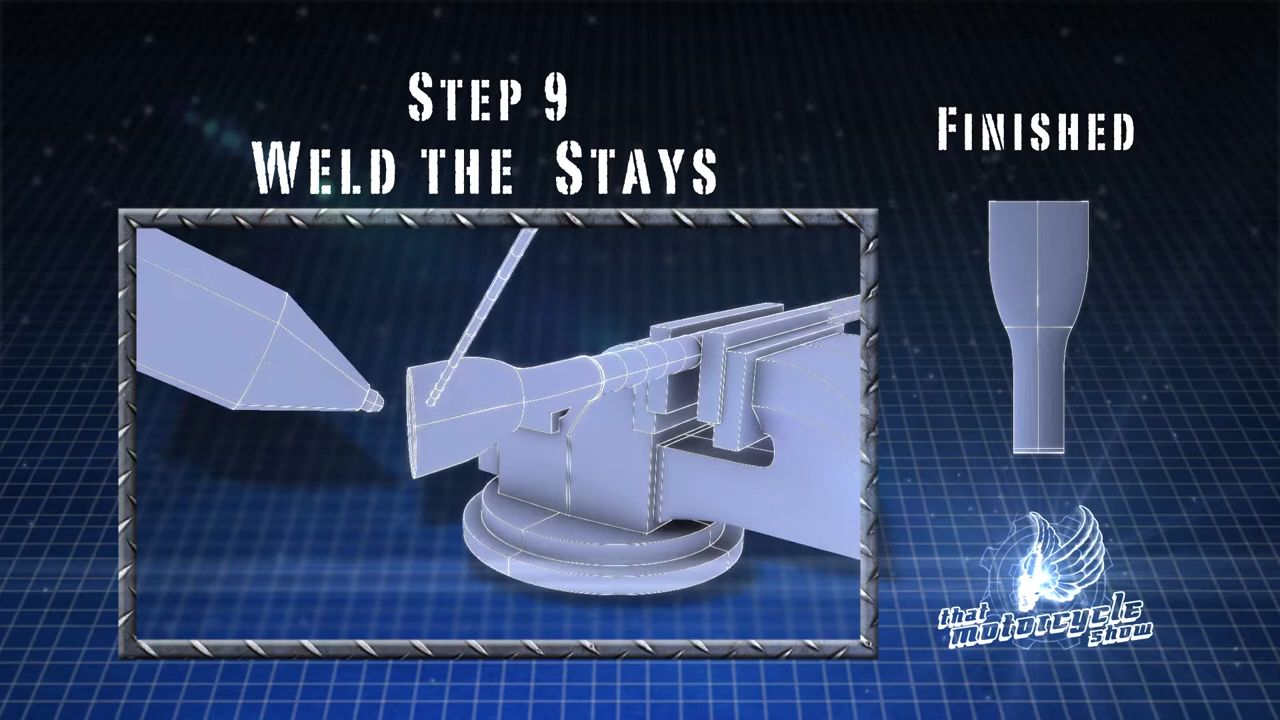 Step 9
Weld the Stays
Finished
that
motorcycle
show